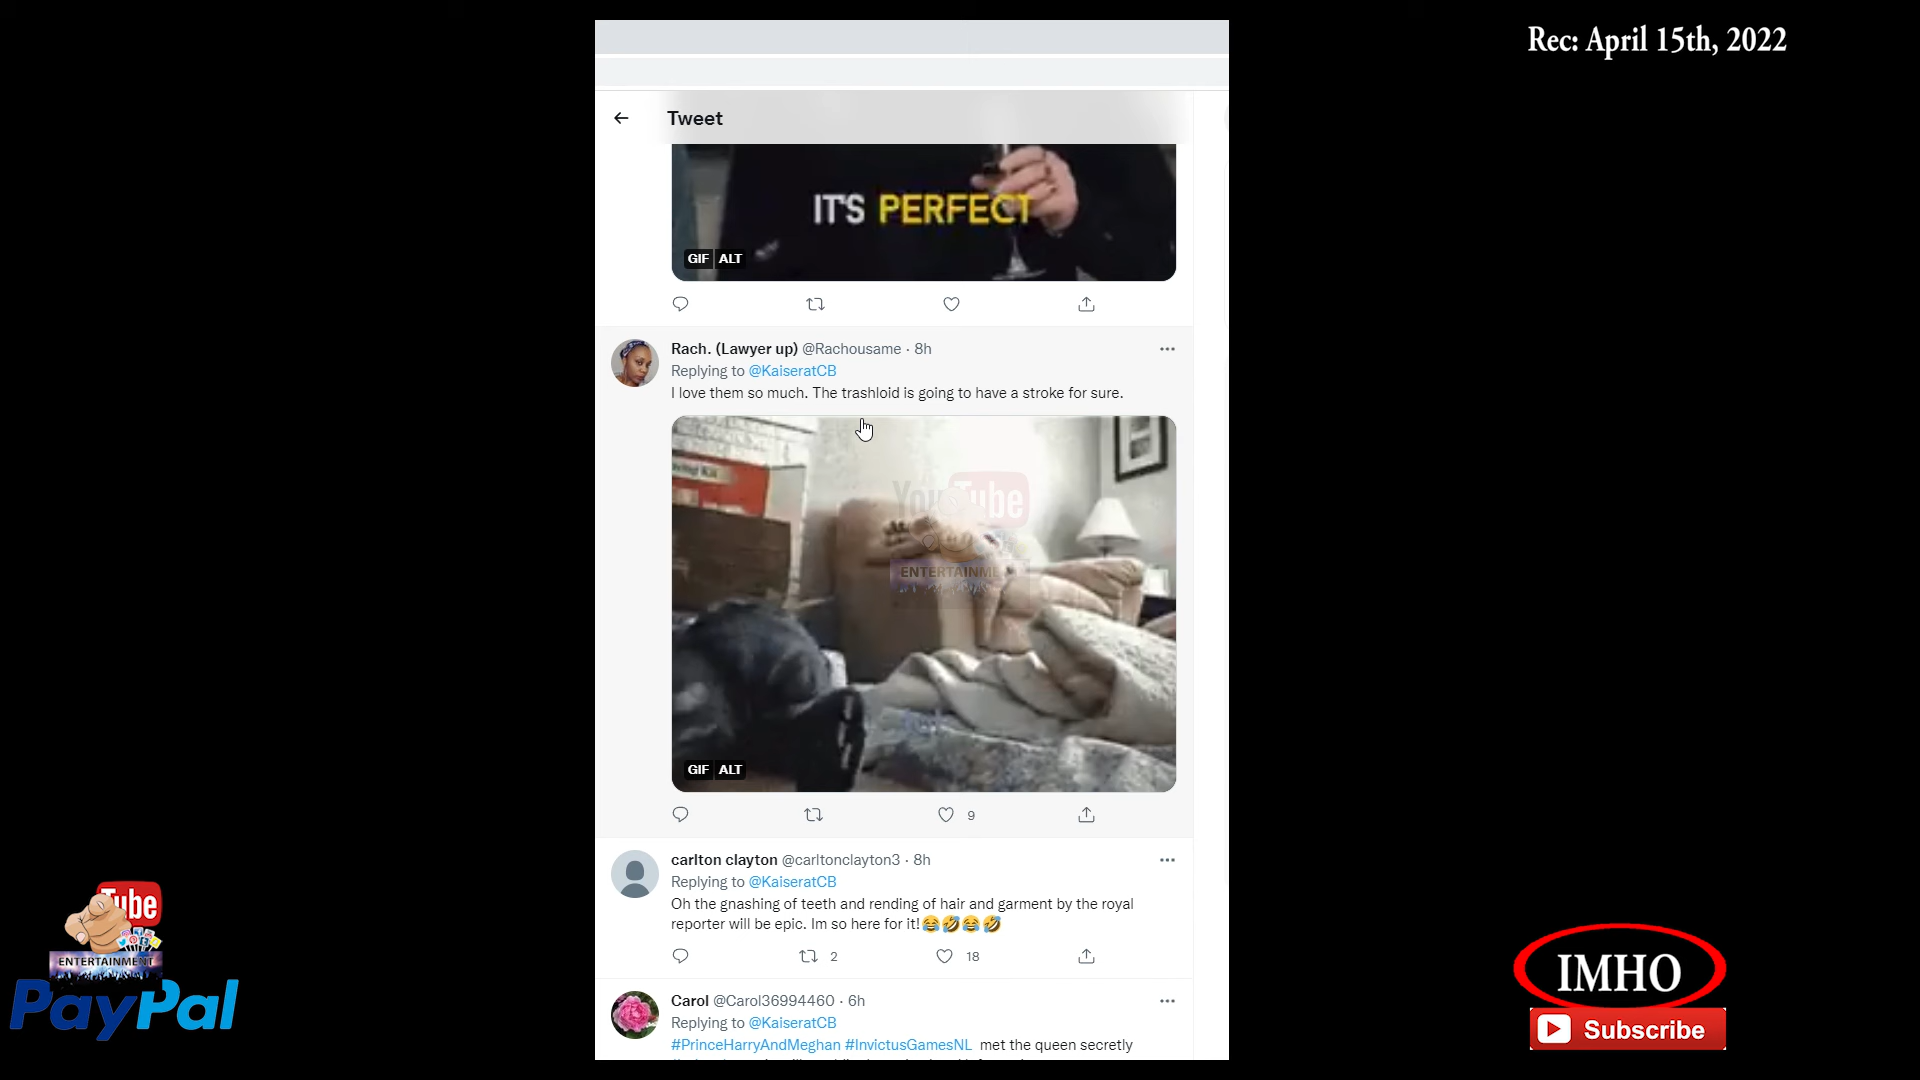 Rec: April 15th, 2022
Tweet
IT'S PERFECT
GIF ALT
Rach. (Lawyer up) @Rachousame · 8h
Replying to @KaiseratCB
I love them so much. The trashloid is going to have a stroke for sure.
YouTube
ENTERTAINME
GIF ALT
9
carlton clayton @carltonclayton3 · 8h
Replying to @KaiseratCB
Oh the gnashing of teeth and rending of hair and garment by the royal
reporter will be epic. Im so here for it!😂🤣😂🤣
2 18
Carol @Carol36994460 · 6h
Replying to @KaiseratCB
#PrinceHarryAndMeghan #InvictusGamesNL met the queen secretly
Tube
ENTERTAINMENT
PayPal
IMHO
Subscribe